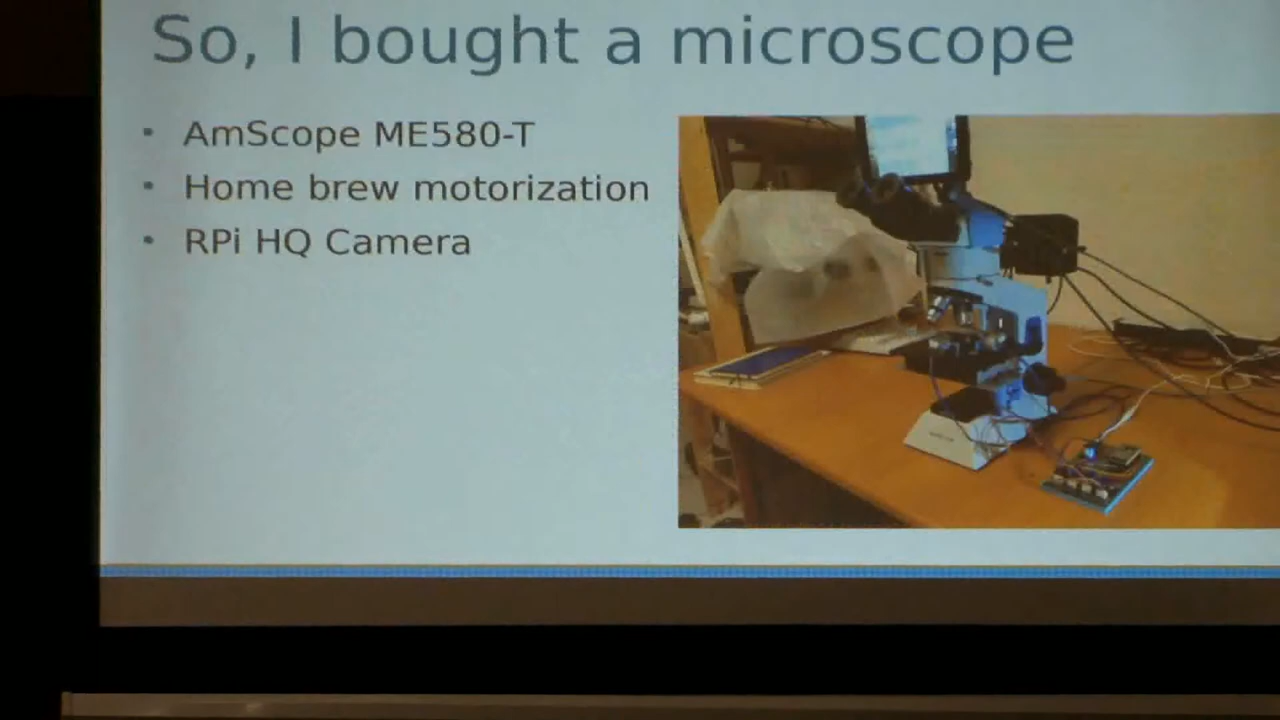 So, I bought a microscope
• AmScope ME580-T
• Home brew motorization
• RPi HQ Camera